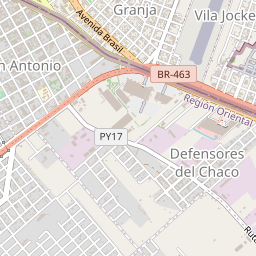 Granja
Vila Jocke
Avenida Brasil
n Antonio
BR-463
Región Oriental
PY17
Defensores
del Chaco
Ruta